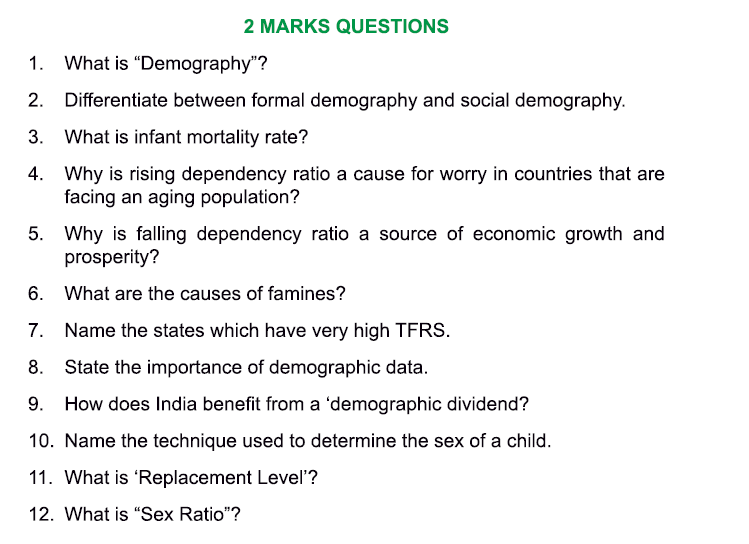 2 MARKS QUESTIONS
1. What is “Demography”?
2. Differentiate between formal demography and social demography.
3. What is infant mortality rate?
4. Why is rising dependency ratio a cause for worry in countries that are
facing an aging population?
5. Why is falling dependency ratio a source of economic growth and
prosperity?
6. What are the causes of famines?
7. Name the states which have very high TFRS.
8. State the importance of demographic data.
9. How does India benefit from a ‘demographic dividend?
10. Name the technique used to determine the sex of a child.
11. What is ‘Replacement Level’?
12. What is “Sex Ratio”?